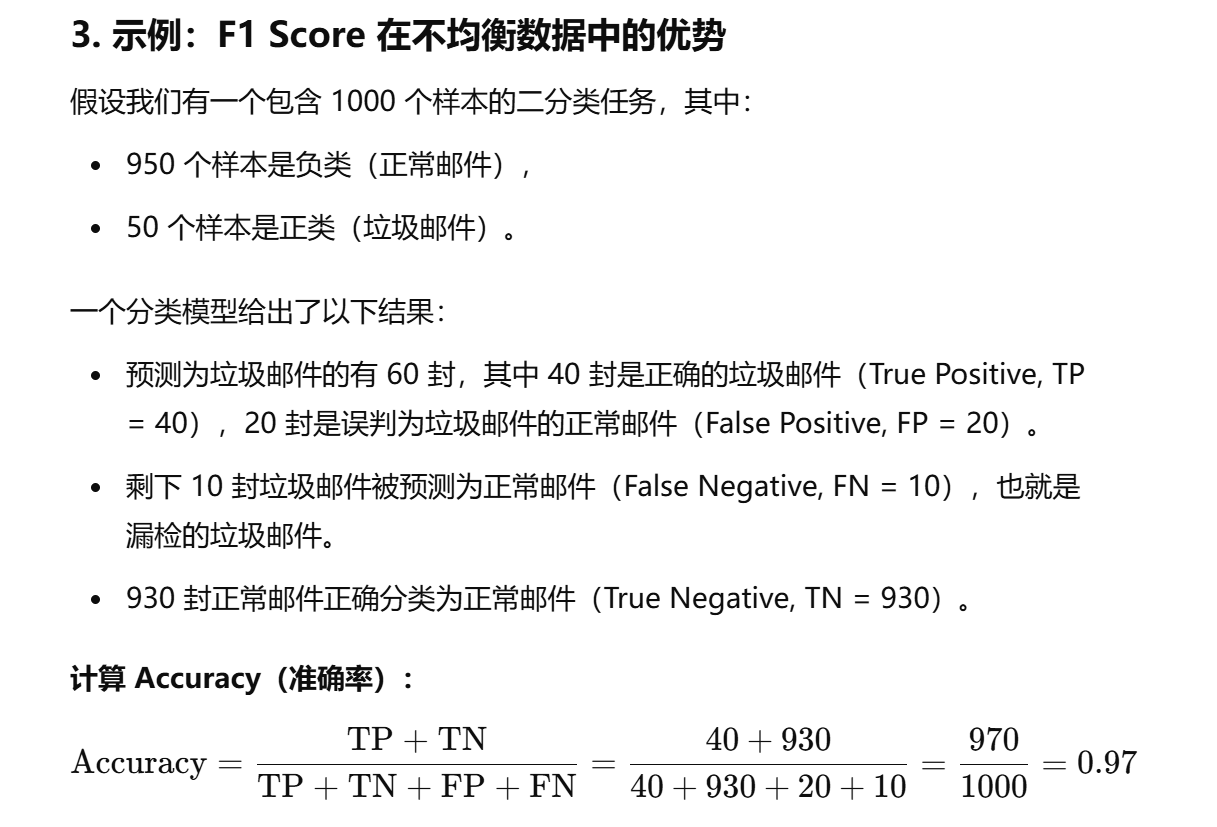 3. 示例：F1 Score 在不均衡数据中的优势
假设我们有一个包含 1000 个样本的二分类任务，其中：
• 950 个样本是负类（正常邮件），
• 50 个样本是正类（垃圾邮件）。
一个分类模型给出了以下结果：
• 预测为垃圾邮件的有 60 封，其中 40 封是正确的垃圾邮件（True Positive, TP
= 40），20 封是误判为垃圾邮件的正常邮件（False Positive, FP = 20）。
• 剩下 10 封垃圾邮件被预测为正常邮件（False Negative, FN = 10），也就是
漏检的垃圾邮件。
• 930 封正常邮件正确分类为正常邮件（True Negative, TN = 930）。
计算 Accuracy（准确率）：
Accuracy = \frac{TP + TN}{TP + TN + FP + FN} = \frac{40 + 930}{40 + 930 + 20 + 10} = \frac{970}{1000} = 0.97